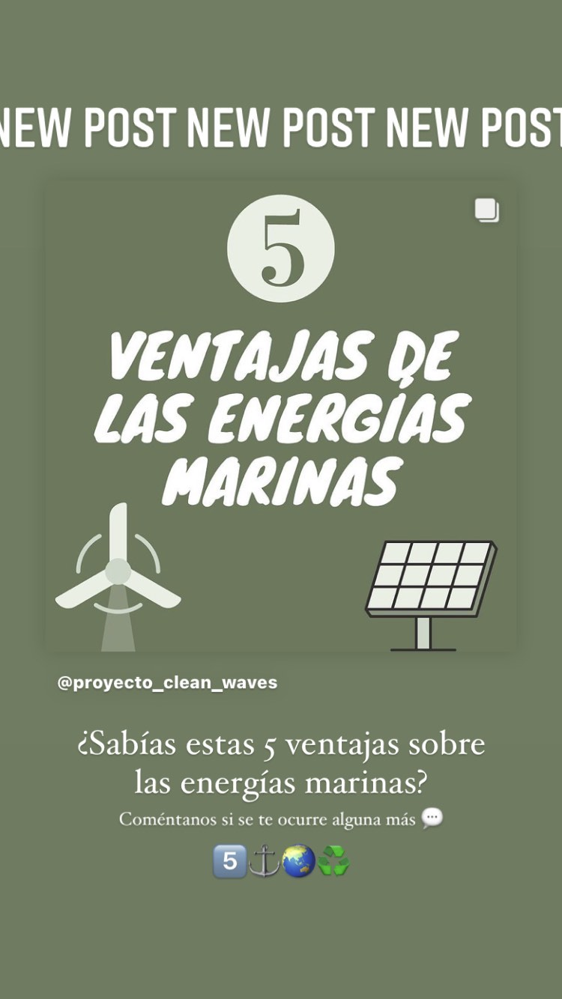 NEW POST NEW POST NEW POST
5
VENTAJAS DE
LAS ENERGÍAS
MARINAS
@proyecto_clean_waves
¿Sabías estas 5 ventajas sobre
las energías marinas?
Coméntanos si se te ocurre alguna más 💬
5️⃣⚓🌏♻️